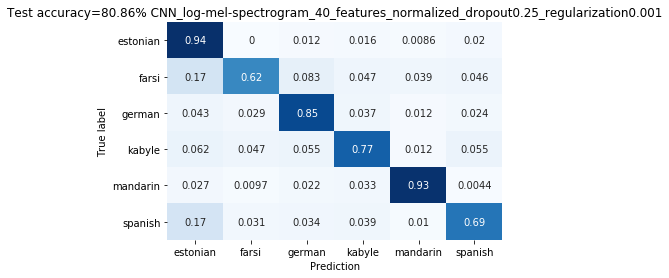 Test accuracy=80.86% CNN_log-mel-spectrogram_40_features_normalized_dropout0.25_regularization0.001
estonian 0.94 0 0.012 0.016 0.0086 0.02
farsi 0.17 0.62 0.083 0.047 0.039 0.046
german 0.043 0.029 0.85 0.037 0.012 0.024
kabyle 0.062 0.047 0.055 0.77 0.012 0.055
mandarin 0.027 0.0097 0.022 0.033 0.93 0.0044
spanish 0.17 0.031 0.034 0.039 0.01 0.69
True label
estonian farsi german kabyle mandarin spanish
Prediction